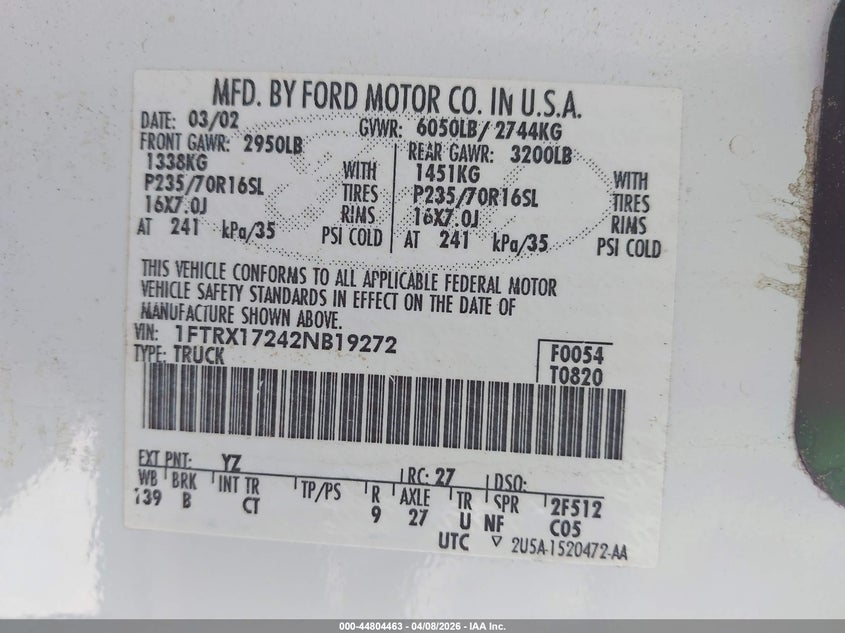 MFD. BY FORD MOTOR CO. IN U.S.A.
DATE: 03/02 GVWR: 6050LB/ 2744KG
FRONT GAWR: 2950LB REAR GAWR: 3200LB
1338KG WITH 1451KG WITH
P235/70R16SL TIRES P235/70R16SL TIRES
16X7.0J RIMS 16X7.0J RIMS
AT 241 kPa/35 PSI COLD AT 241 kPa/35 PSI COLD
THIS VEHICLE CONFORMS TO ALL APPLICABLE FEDERAL MOTOR
VEHICLE SAFETY STANDARDS IN EFFECT ON THE DATE OF
MANUFACTURE SHOWN ABOVE.
VIN: 1FTRX17242NB19272
TYPE: TRUCK
F0054
T0820
EXT PNT: YZ RC: 27 DSO:
WB BRK INT TR TP/PS R AXLE TR SPR 2F512
139 B CT 9 27 U NF C05
UTC ▽ 2U5A-1520472-AA
000-44804463 - 04/08/2026 - IAA Inc.